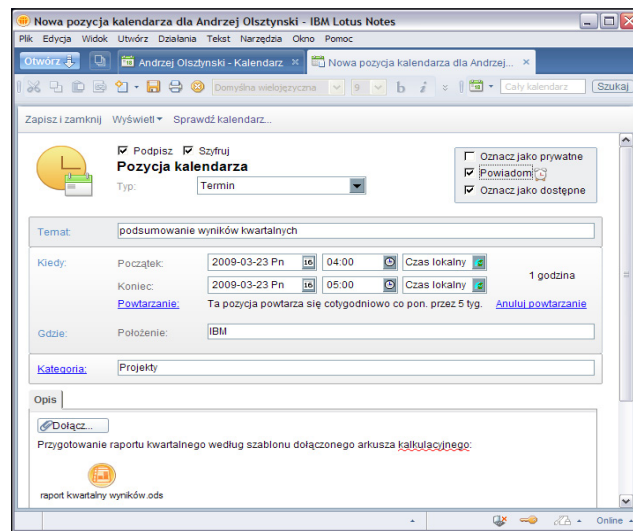 Nowa pozycja kalendarza dla Andrzej Olsztynski - IBM Lotus Notes
Plik Edycja Widok Utwórz Działania Tekst Narzędzia Okno Pomoc
Otwórz Andrzej Olsztynski - Kalendarz × Nowa pozycja kalendarza dla Andrzej... ×
Domyślna wielojęzyczna 9 b i Cały kalendarz Szukaj
Zapisz i zamknij Wyświetl Sprawdź kalendarz...
Podpisz Szyfruj
Pozycja kalendarza
Typ: Termin
Oznacz jako prywatne
Powiadom
Oznacz jako dostępne
Temat: podsumowanie wyników kwartalnych
Kiedy: Początek: 2009-03-23 Pn 16 04:00 Czas lokalny
1 godzina
Koniec: 2009-03-23 Pn 16 05:00 Czas lokalny
Powtarzanie: Ta pozycja powtarza się cotygodniowo co pon. przez 5 tyg. Anuluj powtarzanie
Gdzie: Położenie: IBM
Kategoria: Projekty
Opis
Dołącz...
Przygotowanie raportu kwartalnego według szablonu dołączonego arkusza kalkulacyjnego:
raport kwartalny wyników.ods
Online